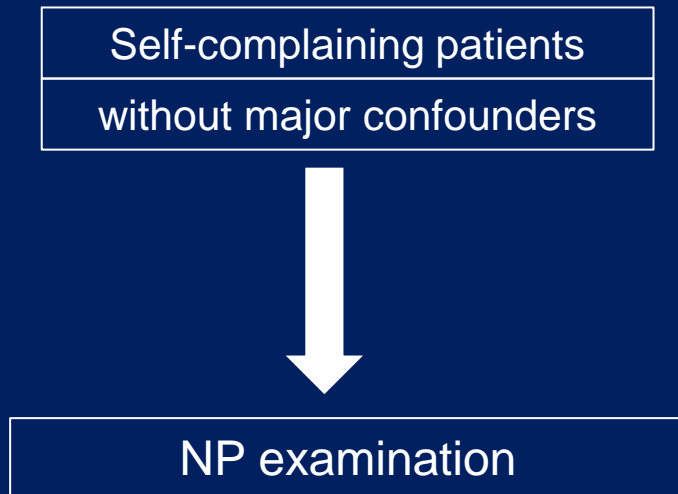 Self-complaining patients
without major confounders
NP examination